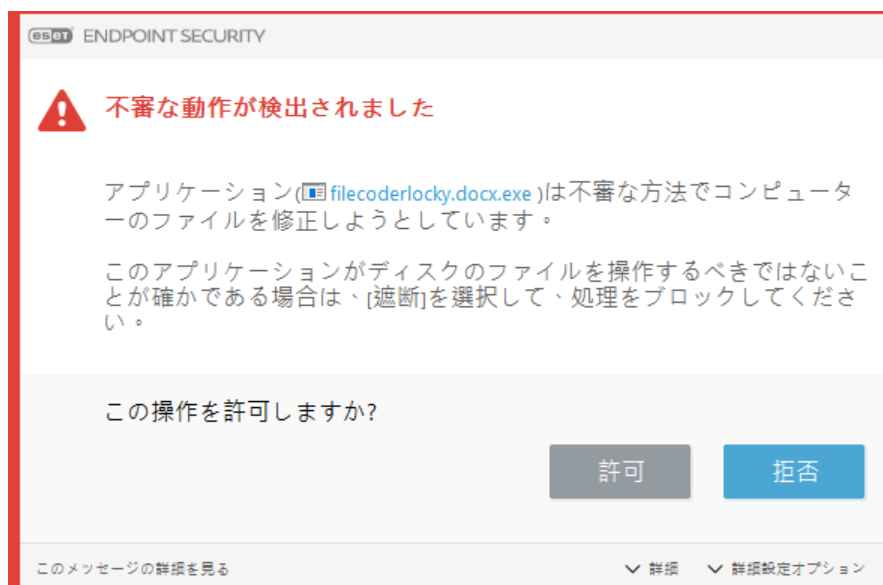 eset ENDPOINT SECURITY
不審な動作が検出されました
アプリケーション(filecoderlocky.docx.exe )は不審な方法でコンピュータ
ーのファイルを修正しようとしています。
このアプリケーションがディスクのファイルを操作するべきではないこ
とが確かである場合は、[遮断]を選択して、処理をブロックしてくださ
い。
この操作を許可しますか?
許可
拒否
このメッセージの詳細を見る
詳細
詳細設定オプション